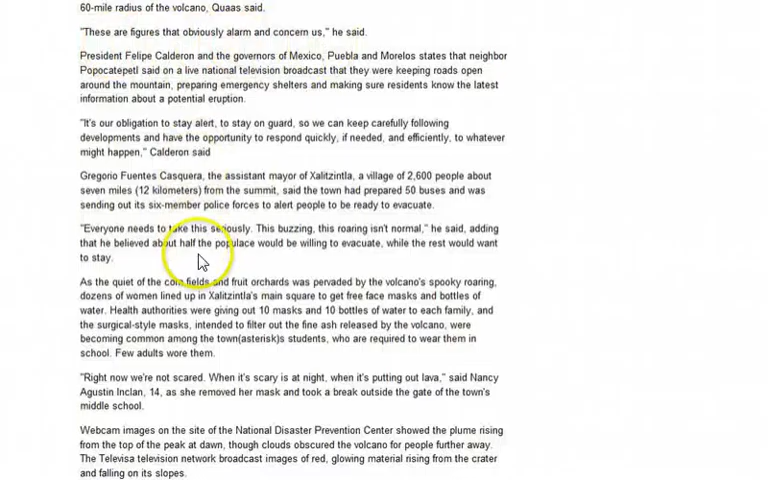 60-mile radius of the volcano, Quaas said.
"These are figures that obviously alarm and concern us," he said.
President Felipe Calderon and the governors of Mexico, Puebla and Morelos states that neighbor
Popocatepetl said on a live national television broadcast that they were keeping roads open
around the mountain, preparing emergency shelters and making sure residents know the latest
information about a potential eruption.
"It's our obligation to stay alert, to stay on guard, so we can keep carefully following
developments and have the opportunity to respond quickly, if needed, and efficiently, to whatever
might happen," Calderon said
Gregorio Fuentes Casquera, the assistant mayor of Xalitzintla, a village of 2,600 people about
seven miles (12 kilometers) from the summit, said the town had prepared 50 buses and was
sending out its six-member police forces to alert people to be ready to evacuate.
"Everyone needs to take this seriously. This buzzing, this roaring isn't normal," he said, adding
that he believed about half the populace would be willing to evacuate, while the rest would want
to stay.
As the quiet of the corn fields and fruit orchards was pervaded by the volcano's spooky roaring,
dozens of women lined up in Xalitzintla's main square to get free face masks and bottles of
water. Health authorities were giving out 10 masks and 10 bottles of water to each family, and
the surgical-style masks, intended to filter out the fine ash released by the volcano, were
becoming common among the town(asterisk)s students, who are required to wear them in
school. Few adults wore them.
"Right now we're not scared. When it's scary is at night, when it's putting out lava," said Nancy
Agustin Inclan, 14, as she removed her mask and took a break outside the gate of the town's
middle school.
Webcam images on the site of the National Disaster Prevention Center showed the plume rising
from the top of the peak at dawn, though clouds obscured the volcano for people further away.
The Televisa television network broadcast images of red, glowing material rising from the crater
and falling on its slopes.